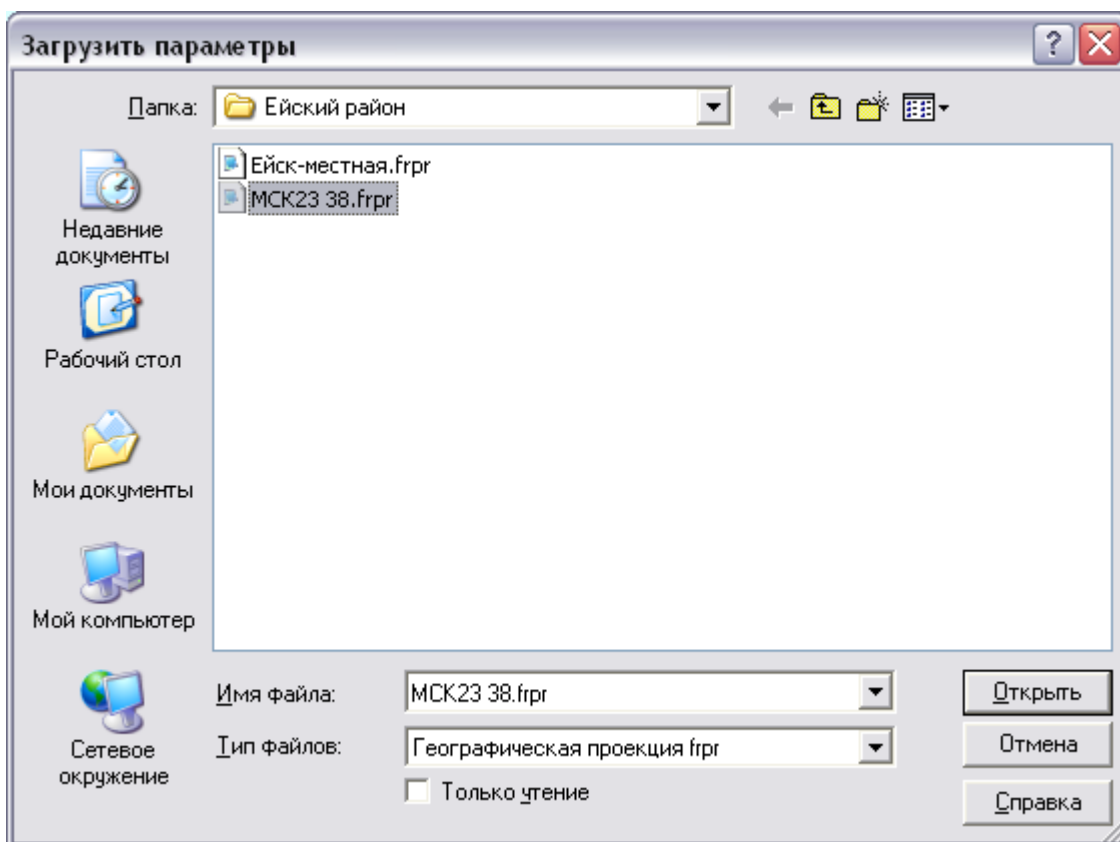 Загрузить параметры
Папка:
Ейский район
Ейск-местная.frpr
МСК23 38.frpr
Недавние
документы
Рабочий стол
Мои документы
Мой компьютер
Сетевое
окружение
Имя файла:
МСК23 38.frpr
Открыть
Тип файлов:
Географическая проекция frpr
Отмена
Только чтение
Справка